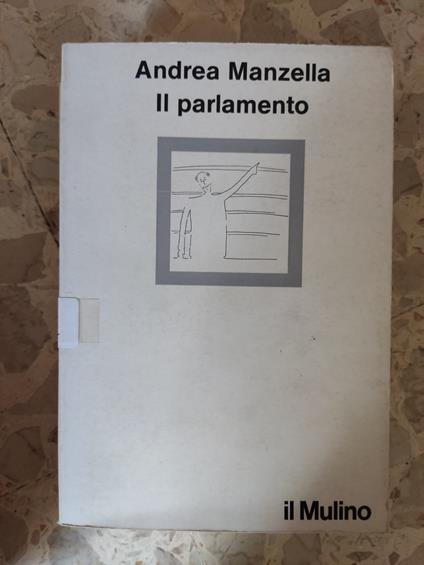 Andrea Manzella
Il parlamento
il Mulino